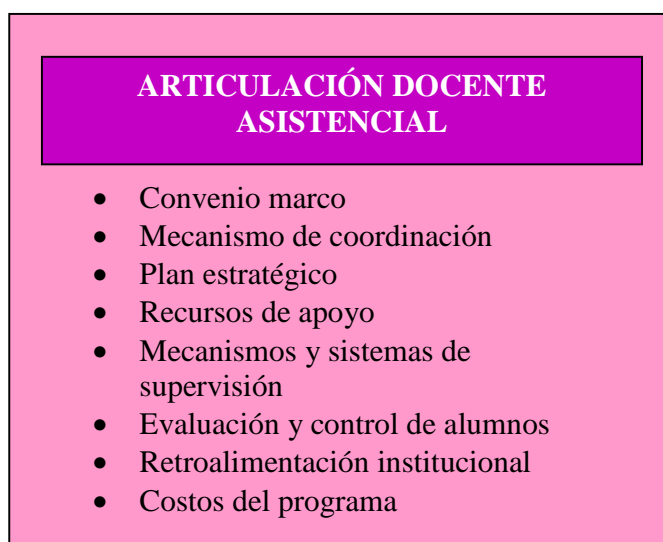 ARTICULACIÓN DOCENTE
ASISTENCIAL
• Convenio marco
• Mecanismo de coordinación
• Plan estratégico
• Recursos de apoyo
• Mecanismos y sistemas de
supervisión
• Evaluación y control de alumnos
• Retroalimentación institucional
• Costos del programa